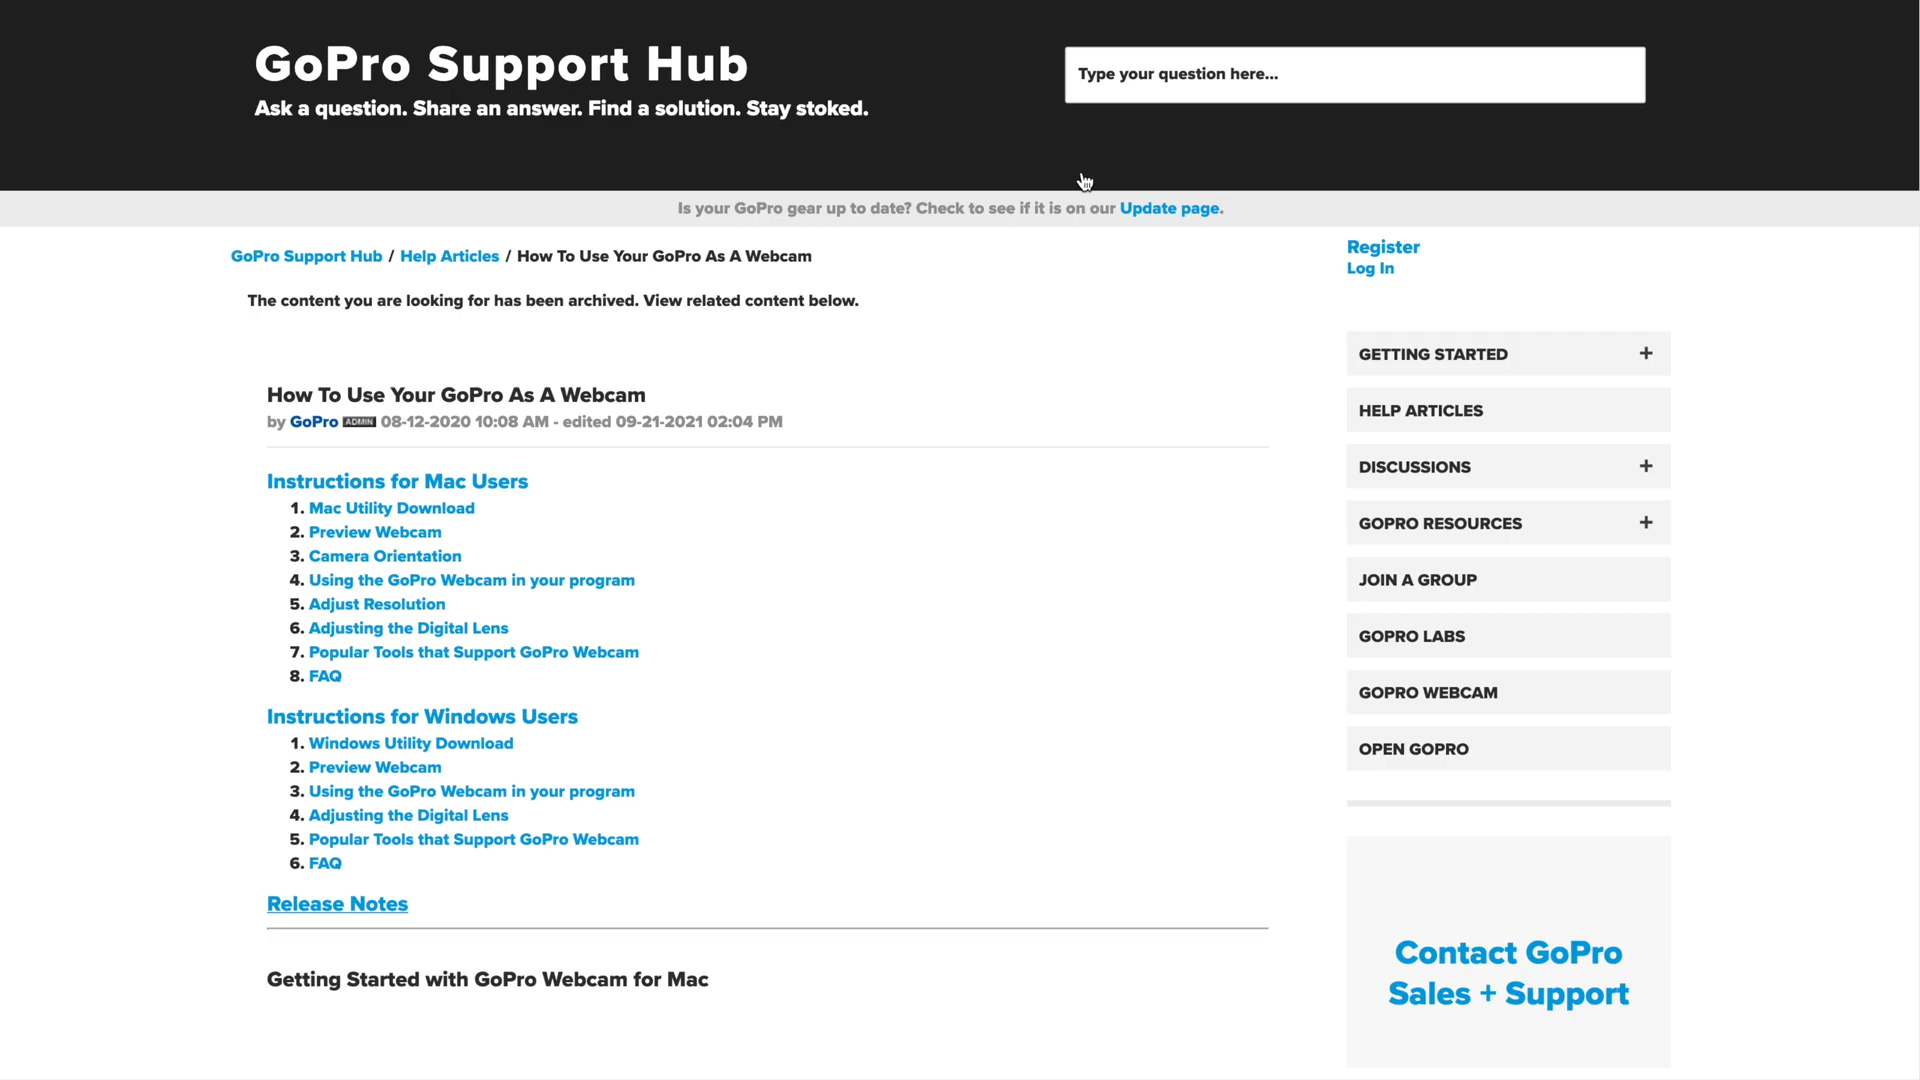 GoPro Support Hub
Ask a question. Share an answer. Find a solution. Stay stoked.
Type your question here...
Is your GoPro gear up to date? Check to see if it is on our Update page.
GoPro Support Hub / Help Articles / How To Use Your GoPro As A Webcam
The content you are looking for has been archived. View related content below.
How To Use Your GoPro As A Webcam
by GoPro ADMIN 08-12-2020 10:08 AM - edited 09-21-2021 02:04 PM
Instructions for Mac Users
1. Mac Utility Download
2. Preview Webcam
3. Camera Orientation
4. Using the GoPro Webcam in your program
5. Adjust Resolution
6. Adjusting the Digital Lens
7. Popular Tools that Support GoPro Webcam
8. FAQ
Instructions for Windows Users
1. Windows Utility Download
2. Preview Webcam
3. Using the GoPro Webcam in your program
4. Adjusting the Digital Lens
5. Popular Tools that Support GoPro Webcam
6. FAQ
Release Notes
Getting Started with GoPro Webcam for Mac
Register
Log In
GETTING STARTED +
HELP ARTICLES
DISCUSSIONS +
GOPRO RESOURCES +
JOIN A GROUP
GOPRO LABS
GOPRO WEBCAM
OPEN GOPRO
Contact GoPro
Sales + Support